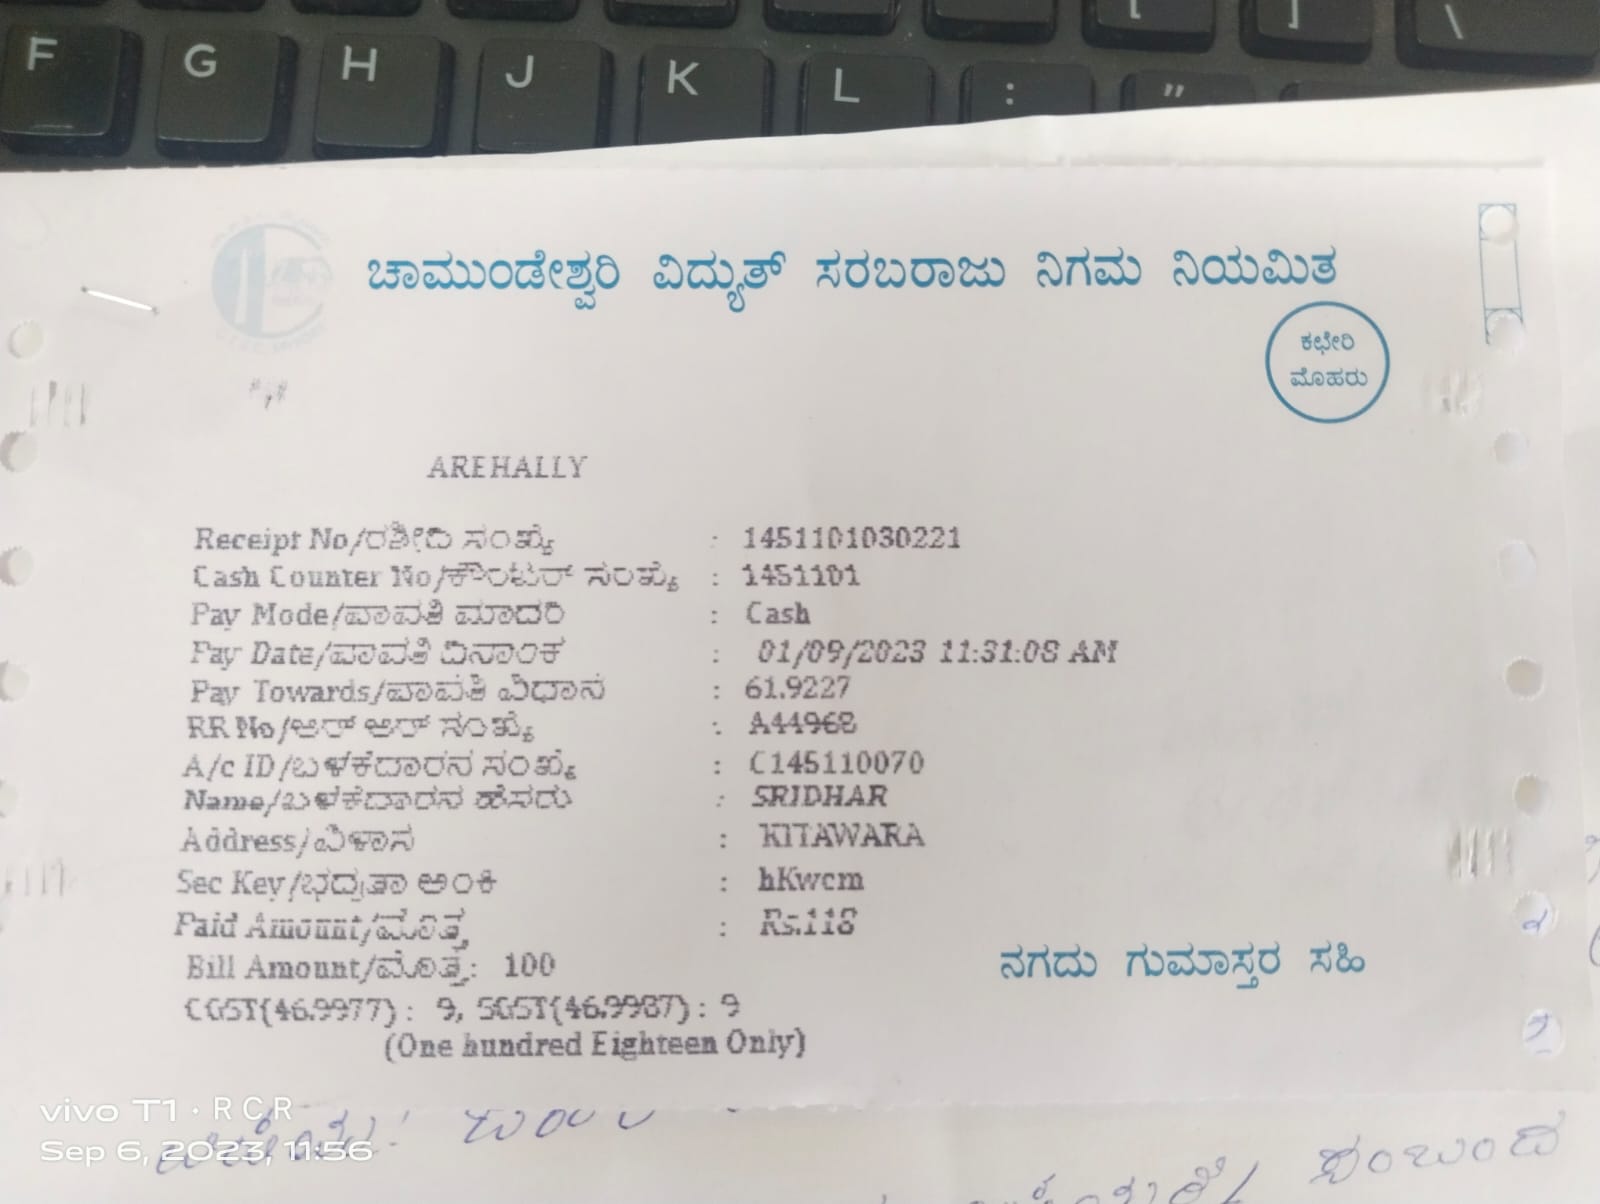 F G H J K L : " [ ] \
ಚಾಮುಂಡೇಶ್ವರಿ ವಿದ್ಯುತ್ ಸರಬರಾಜು ನಿಗಮ ನಿಯಮಿತ
ಕಛೇರಿ
ಮೊಹರು
AREHALLY
Receipt No/ರಶೀದಿ ಸಂಖ್ಯೆ : 1451101030221
Cash Counter No/ಕೌಂಟರ್ ಸಂಖ್ಯೆ : 1451101
Pay Mode/ಪಾವತಿ ಮಾದರಿ : Cash
Pay Date/ಪಾವತಿ ದಿನಾಂಕ : 01/09/2023 11:31:08 AM
Pay Towards/ಪಾವತಿ ವಿಧಾನ : 61.9227
RR No/ಆರ್ ಆರ್ ಸಂಖ್ಯೆ : A44968
A/c ID/ಬಳಕೆದಾರನ ಸಂಖ್ಯೆ : C145110070
Name/ಬಳಕೆದಾರನ ಹೆಸರು : SRIDHAR
Address/ವಿಳಾಸ : KITAWARA
Sec Key/ಭದ್ರತಾ ಅಂಕಿ : hKwcm
Paid Amount/ಮೊತ್ತ : Rs.118
Bill Amount/ಮೊತ್ತ: 100
ನಗದು ಗುಮಾಸ್ತರ ಸಹಿ
CGST(46.9977) : 9, SGST(46.9987) : 9
(One hundred Eighteen Only)
vivo T1 · RCR
Sep 6, 2023, 11:56
ಸಂಬಂಧ